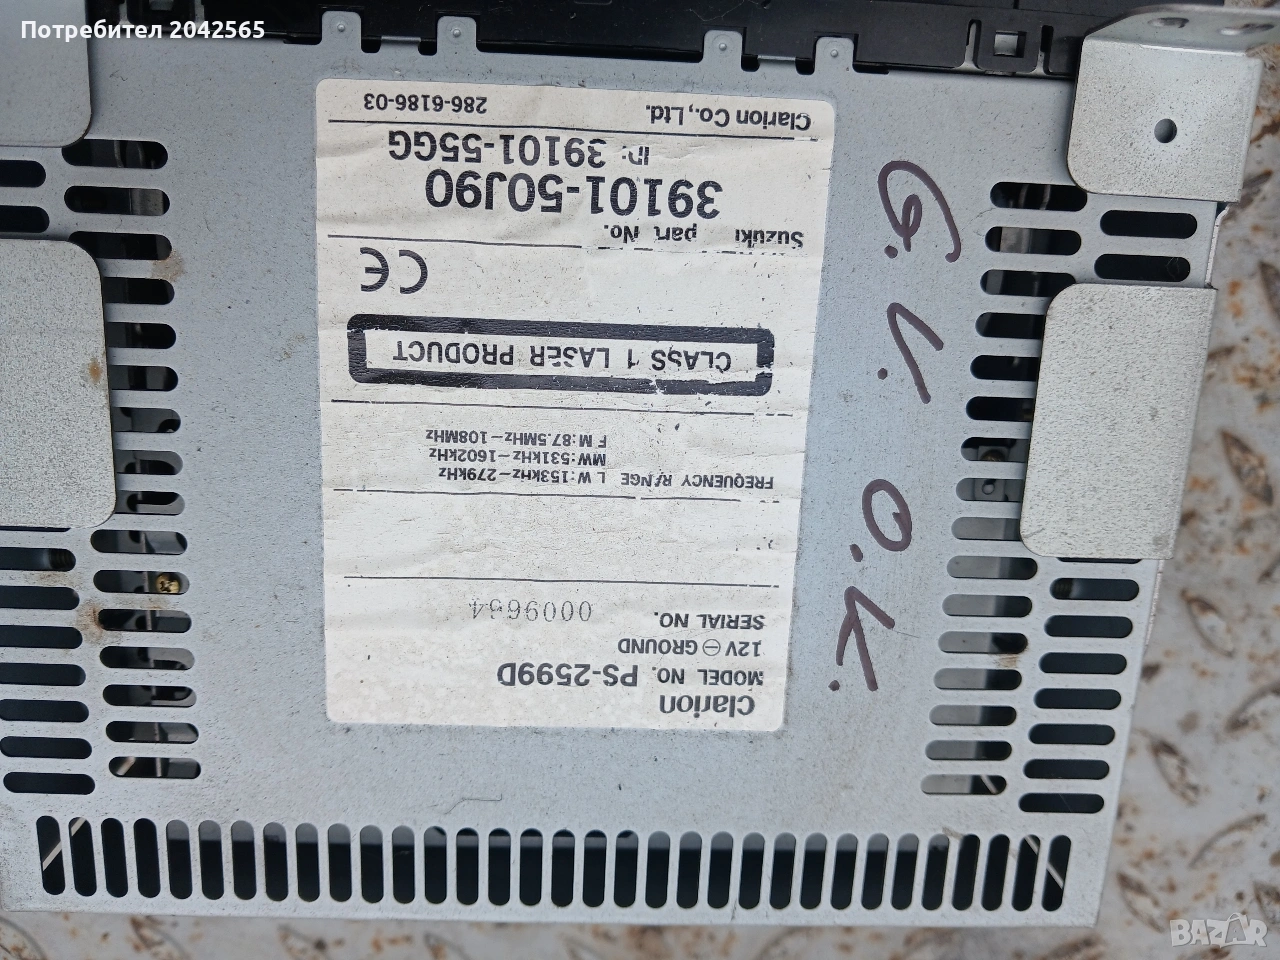 Потребител 2042565
Clarion
MODEL NO. PS-2599D
12V ⊖ GROUND
SERIAL NO.
0009654
FREQUENCY RANGE L W:153kHz-279kHz
MW:531kHz-1602kHz
F M:87.5MHz-108MHz
CLASS 1 LASER PRODUCT
CE
Suzuki part No.
39101-50J90
ID: 39101-55GG
Clarion Co., Ltd. 286-6186-03
G. V. O.K.
BAZAR